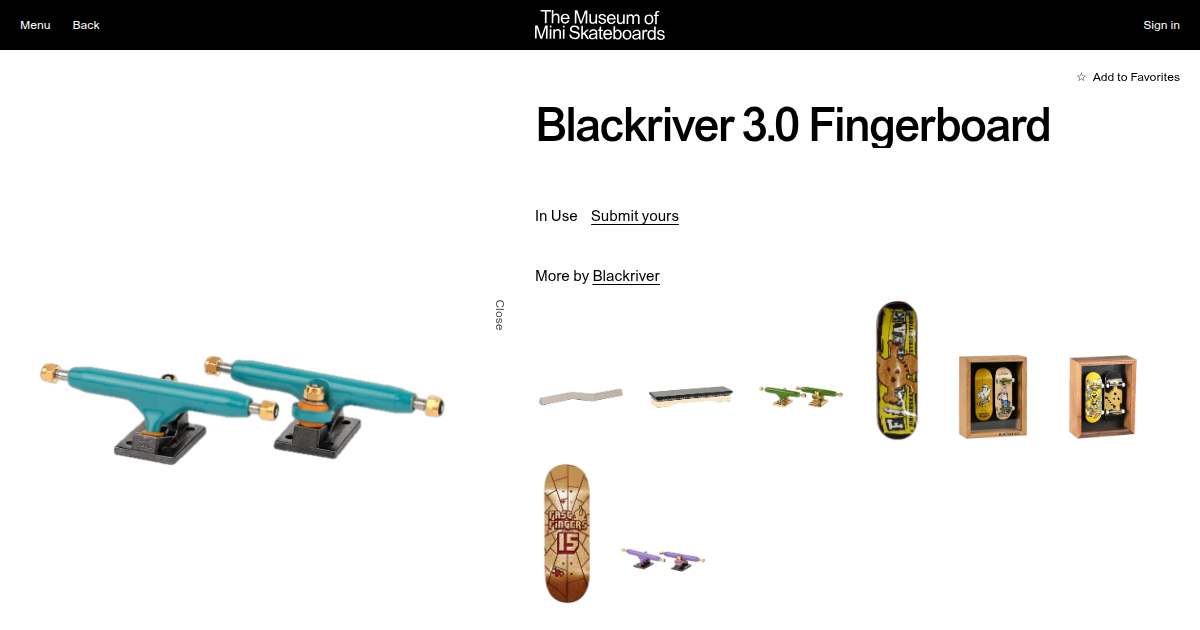 Menu
Back
The Museum of
Mini Skateboards
Sign in
☆ Add to Favorites
Blackriver 3.0 Fingerboard
In Use Submit yours
More by Blackriver
Close
FAST
FINGERS
15